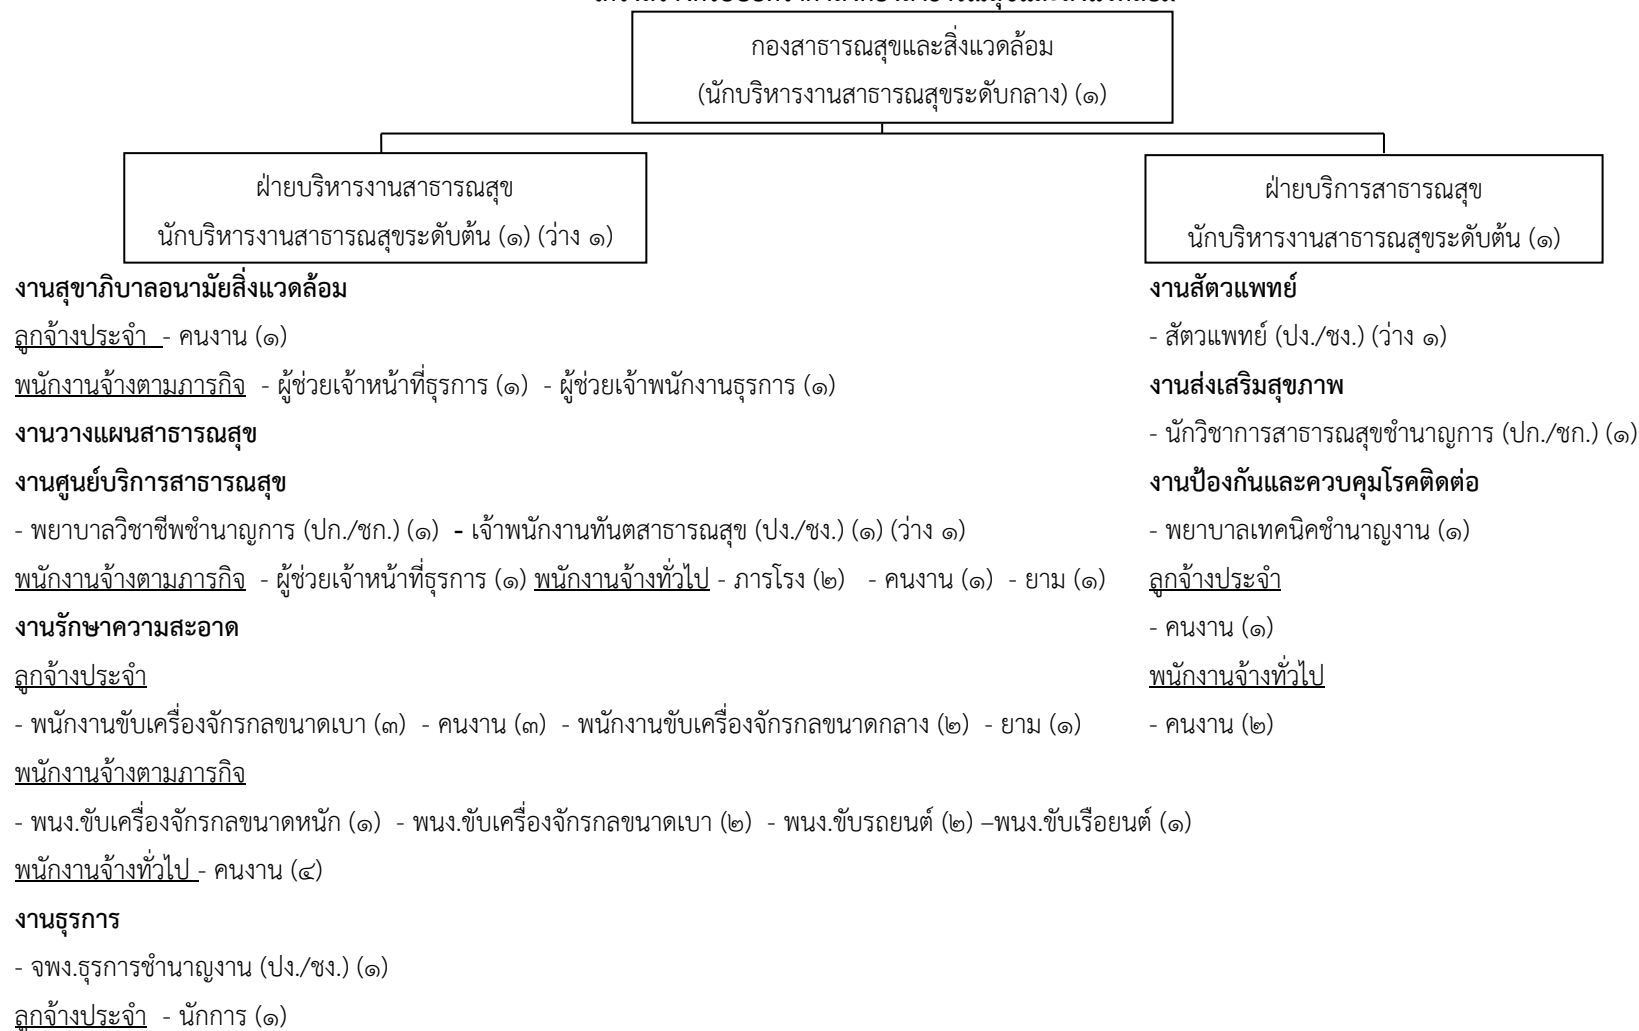 กองสาธารณสุขและสิ่งแวดล้อม
(นักบริหารงานสาธารณสุขระดับกลาง) (๑)
ฝ่ายบริหารงานสาธารณสุข
นักบริหารงานสาธารณสุขระดับต้น (๑) (ว่าง ๑)
ฝ่ายบริการสาธารณสุข
นักบริหารงานสาธารณสุขระดับต้น (๑)
งานสุขาภิบาลอนามัยสิ่งแวดล้อม
ลูกจ้างประจำ - คนงาน (๑)
พนักงานจ้างตามภารกิจ - ผู้ช่วยเจ้าหน้าที่ธุรการ (๑) - ผู้ช่วยเจ้าพนักงานธุรการ (๑)
งานวางแผนสาธารณสุข
งานศูนย์บริการสาธารณสุข
- พยาบาลวิชาชีพชำนาญการ (ปก./ชก.) (๑) - เจ้าพนักงานทันตสาธารณสุข (ปง./ชง.) (๑) (ว่าง ๑)
พนักงานจ้างตามภารกิจ - ผู้ช่วยเจ้าหน้าที่ธุรการ (๑) พนักงานจ้างทั่วไป - ภารโรง (๒) - คนงาน (๑) - ยาม (๑)
งานรักษาความสะอาด
ลูกจ้างประจำ
- พนักงานขับเครื่องจักรกลขนาดเบา (๓) - คนงาน (๓) - พนักงานขับเครื่องจักรกลขนาดกลาง (๒) - ยาม (๑)
พนักงานจ้างตามภารกิจ
- พนง.ขับเครื่องจักรกลขนาดหนัก (๑) - พนง.ขับเครื่องจักรกลขนาดเบา (๒) - พนง.ขับรถยนต์ (๒) –พนง.ขับเรือยนต์ (๑)
พนักงานจ้างทั่วไป - คนงาน (๔)
งานธุรการ
- จพง.ธุรการชำนาญงาน (ปง./ชง.) (๑)
ลูกจ้างประจำ - นักการ (๑)
งานสัตวแพทย์
- สัตวแพทย์ (ปง./ชง.) (ว่าง ๑)
งานส่งเสริมสุขภาพ
- นักวิชาการสาธารณสุขชำนาญการ (ปก./ชก.) (๑)
งานป้องกันและควบคุมโรคติดต่อ
- พยาบาลเทคนิคชำนาญงาน (๑)
ลูกจ้างประจำ
- คนงาน (๑)
พนักงานจ้างทั่วไป
- คนงาน (๒)